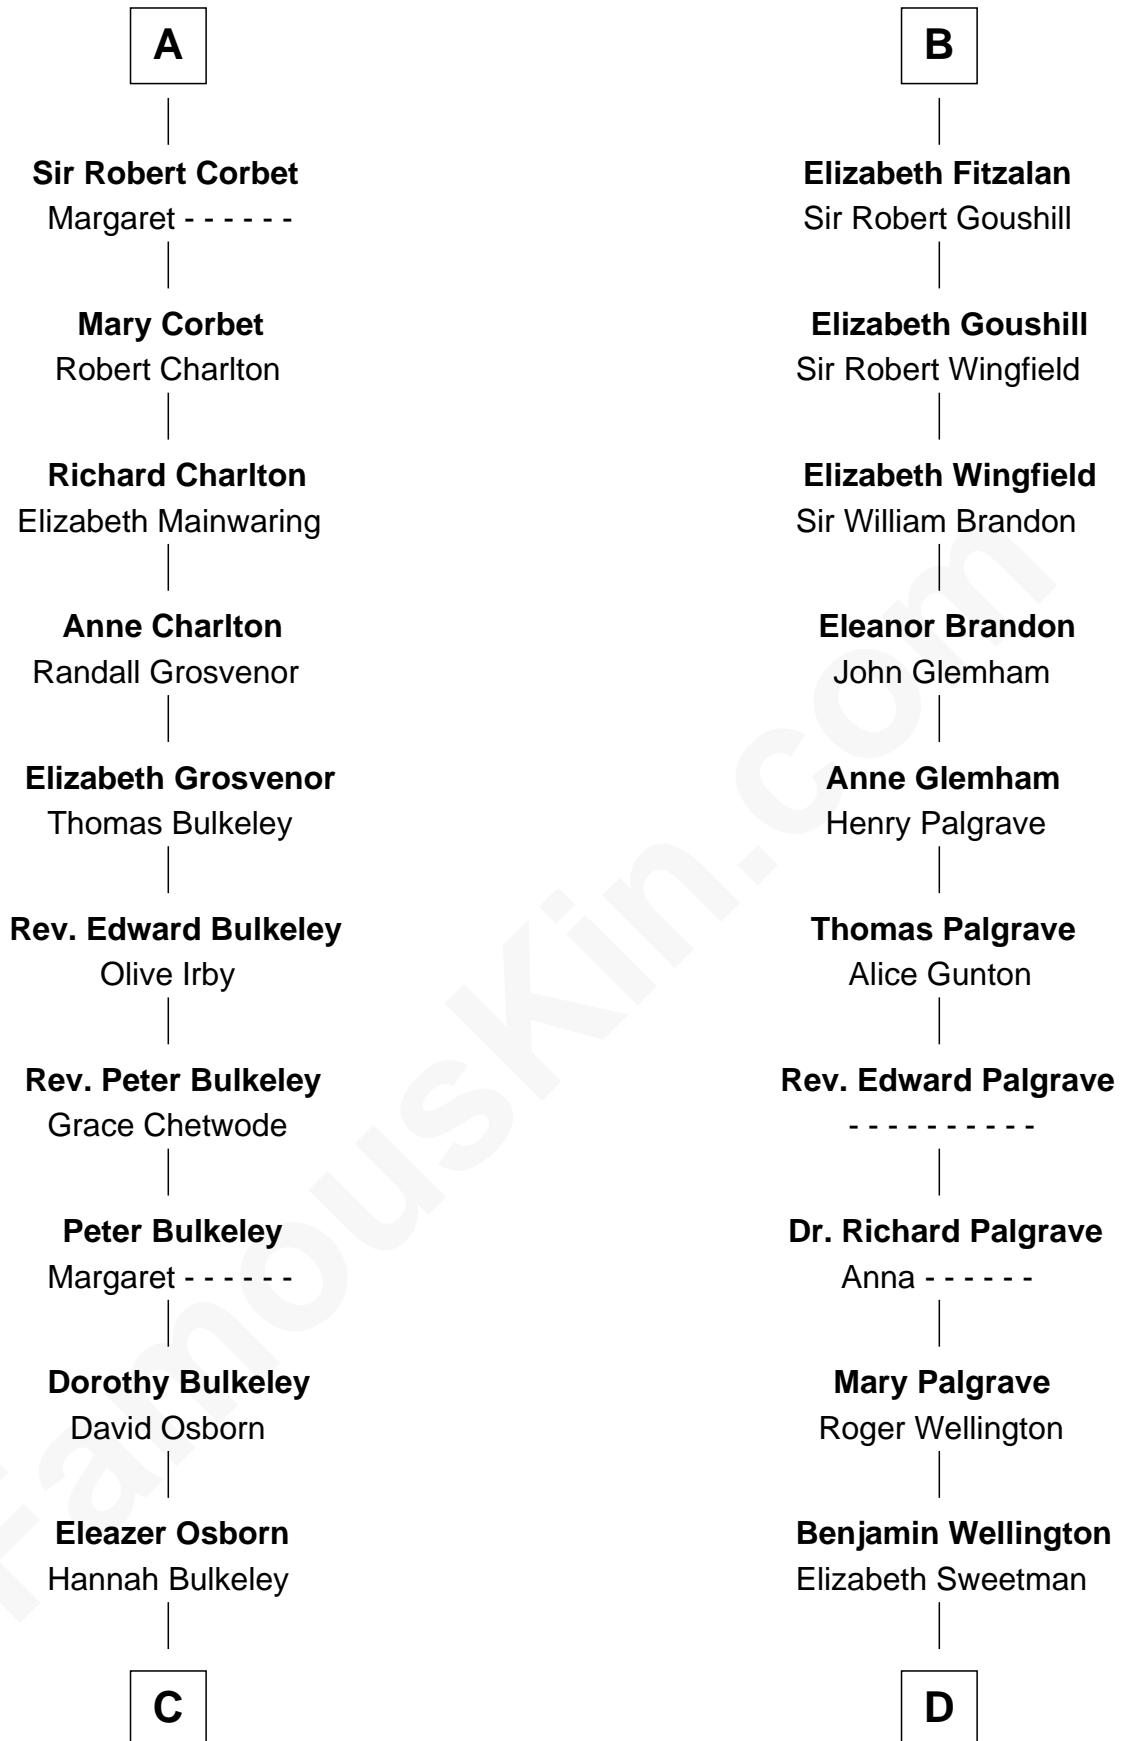 A
Sir Robert Corbet
Margaret - - - - - -
Mary Corbet
Robert Charlton
Richard Charlton
Elizabeth Mainwaring
Anne Charlton
Randall Grosvenor
Elizabeth Grosvenor
Thomas Bulkeley
Rev. Edward Bulkeley
Olive Irby
Rev. Peter Bulkeley
Grace Chetwode
Peter Bulkeley
Margaret - - - - - -
Dorothy Bulkeley
David Osborn
Eleazer Osborn
Hannah Bulkeley
C
B
Elizabeth Fitzalan
Sir Robert Goushill
Elizabeth Goushill
Sir Robert Wingfield
Elizabeth Wingfield
Sir William Brandon
Eleanor Brandon
John Glemham
Anne Glemham
Henry Palgrave
Thomas Palgrave
Alice Gunton
Rev. Edward Palgrave
- - - - - - - - - -
Dr. Richard Palgrave
Anna - - - - - -
Mary Palgrave
Roger Wellington
Benjamin Wellington
Elizabeth Sweetman
D
FamousKin.com